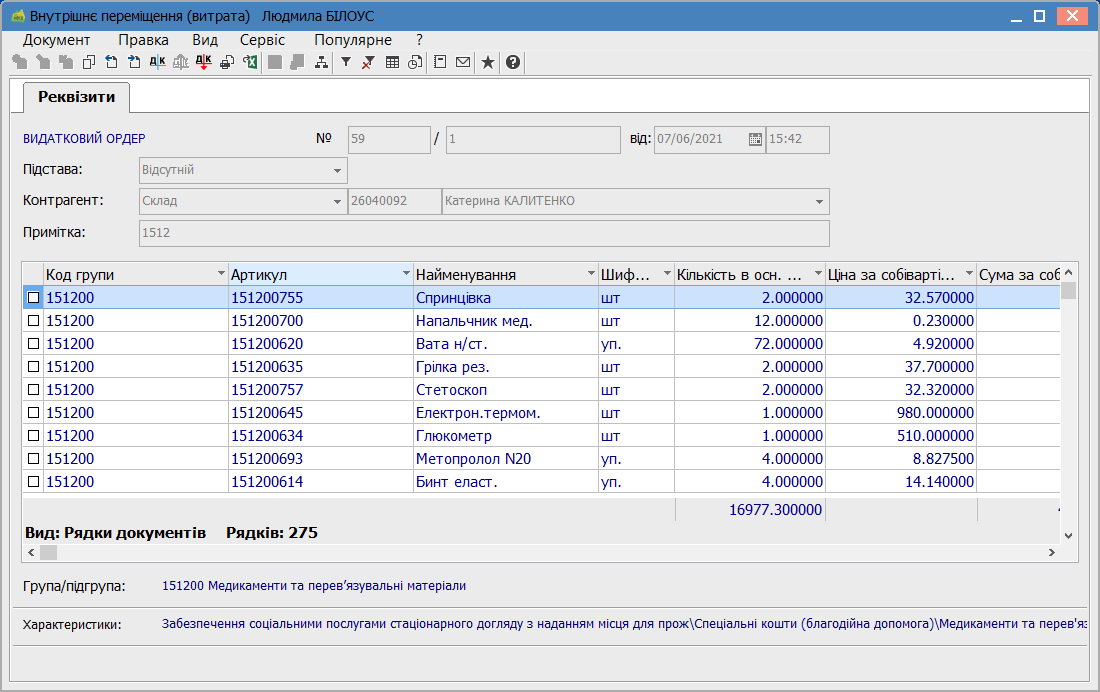 Внутрішнє переміщення (витрата) Людмила БІЛОУС
Документ Правка Вид Сервіс Популярне ?
Реквізити
ВИДАТКОВИЙ ОРДЕР № 59 / 1 від: 07/06/2021 15:42
Підстава: Відсутній
Контрагент: Склад 26040092 Катерина КАЛИТЕНКО
Примітка: 1512
Код групи Артикул Найменування Шиф... Кількість в осн. ... Ціна за собіварті... Сума за соб
151200 151200755 Спринцівка шт 2.000000 32.570000
151200 151200700 Напальчник мед. шт 12.000000 0.230000
151200 151200620 Вата н/ст. уп. 72.000000 4.920000
151200 151200635 Грілка рез. шт 2.000000 37.700000
151200 151200757 Стетоскоп шт 2.000000 32.320000
151200 151200645 Електрон.термом. шт 1.000000 980.000000
151200 151200634 Глюкометр шт 1.000000 510.000000
151200 151200693 Метопролол N20 уп. 4.000000 8.827500
151200 151200614 Бинт еласт. уп. 4.000000 14.140000
16977.300000
Вид: Рядки документів Рядків: 275
Група/підгрупа: 151200 Медикаменти та перев'язувальні матеріали
Характеристики: Забезпечення соціальними послугами стаціонарного догляду з наданням місця для прож\Спеціальні кошти (благодійна допомога)\Медикаменти та перев'яз